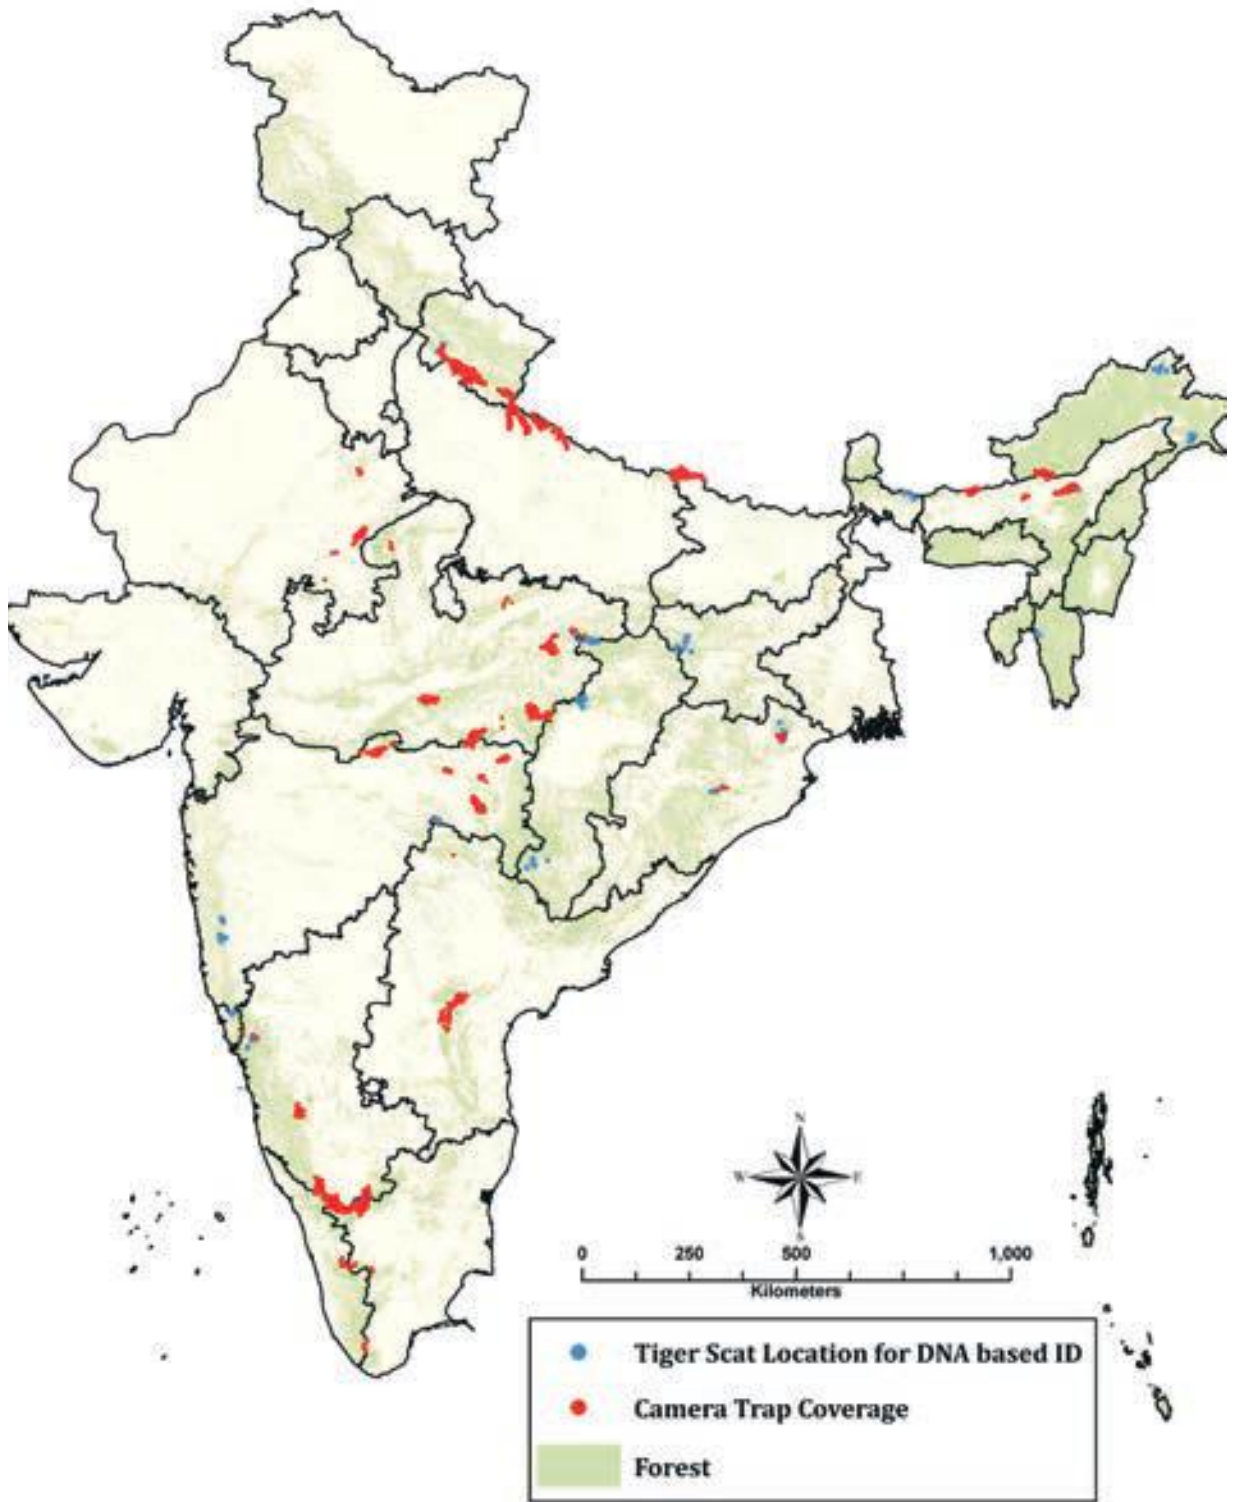 N
W
E
S
0 250 500 1,000
Kilometers
Tiger Scat Location for DNA based ID
Camera Trap Coverage
Forest